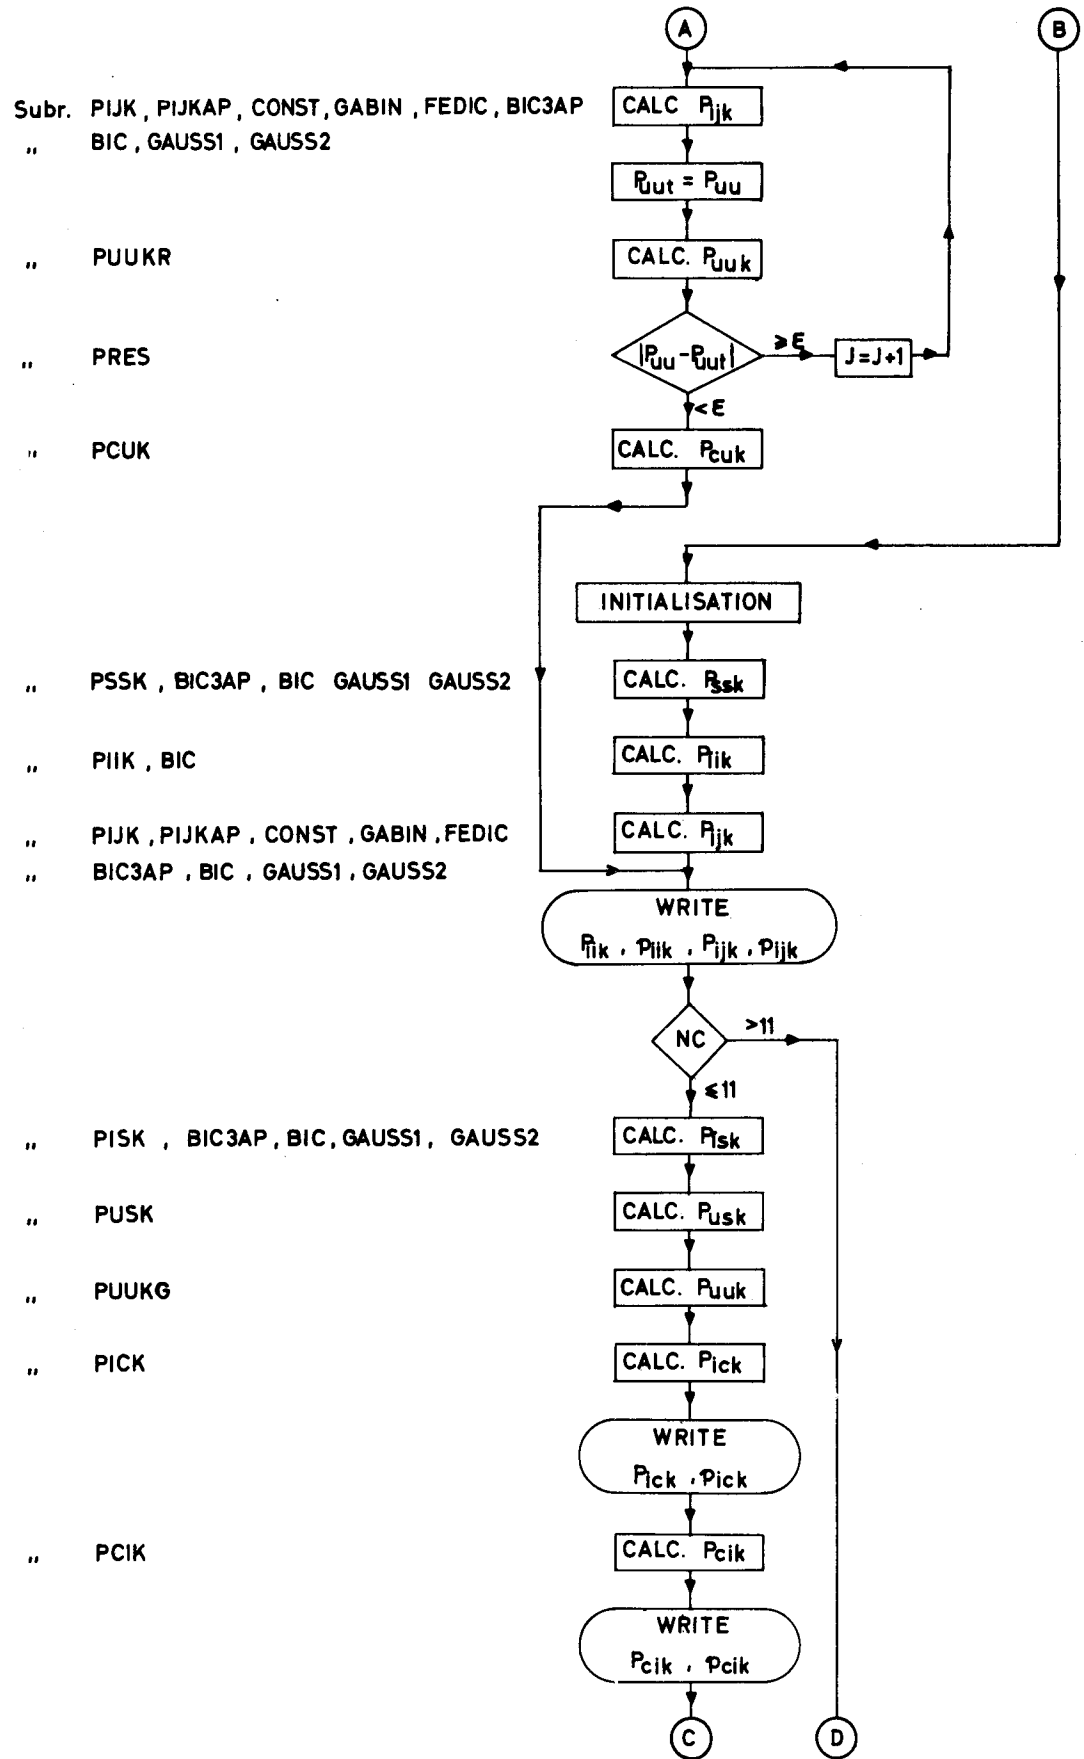 A
B
Subr. PIJK , PIJKAP , CONST , GABIN , FEDIC , BIC3AP
CALC Pijk
„ BIC , GAUSS1 , GAUSS2
Puut = Puu
„ PUUKR
CALC. Puuk
„ PRES
|Puu - Puut|
≥ε
J=J+1
<ε
„ PCUK
CALC. Pcuk
INITIALISATION
„ PSSK , BIC3AP , BIC GAUSS1 GAUSS2
CALC. Pssk
„ PIIK , BIC
CALC. Piik
„ PIJK , PIJKAP , CONST , GABIN , FEDIC
CALC. Pijk
„ BIC3AP , BIC , GAUSS1 , GAUSS2
WRITE
Piik , piik , Pijk , pijk
NC
>11
≤11
„ PISK , BIC3AP , BIC , GAUSS1 , GAUSS2
CALC. Pisk
„ PUSK
CALC. Pusk
„ PUUKG
CALC. Puuk
„ PICK
CALC. Pick
WRITE
Pick , pick
„ PCIK
CALC. Pcik
WRITE
Pcik , pcik
C
D